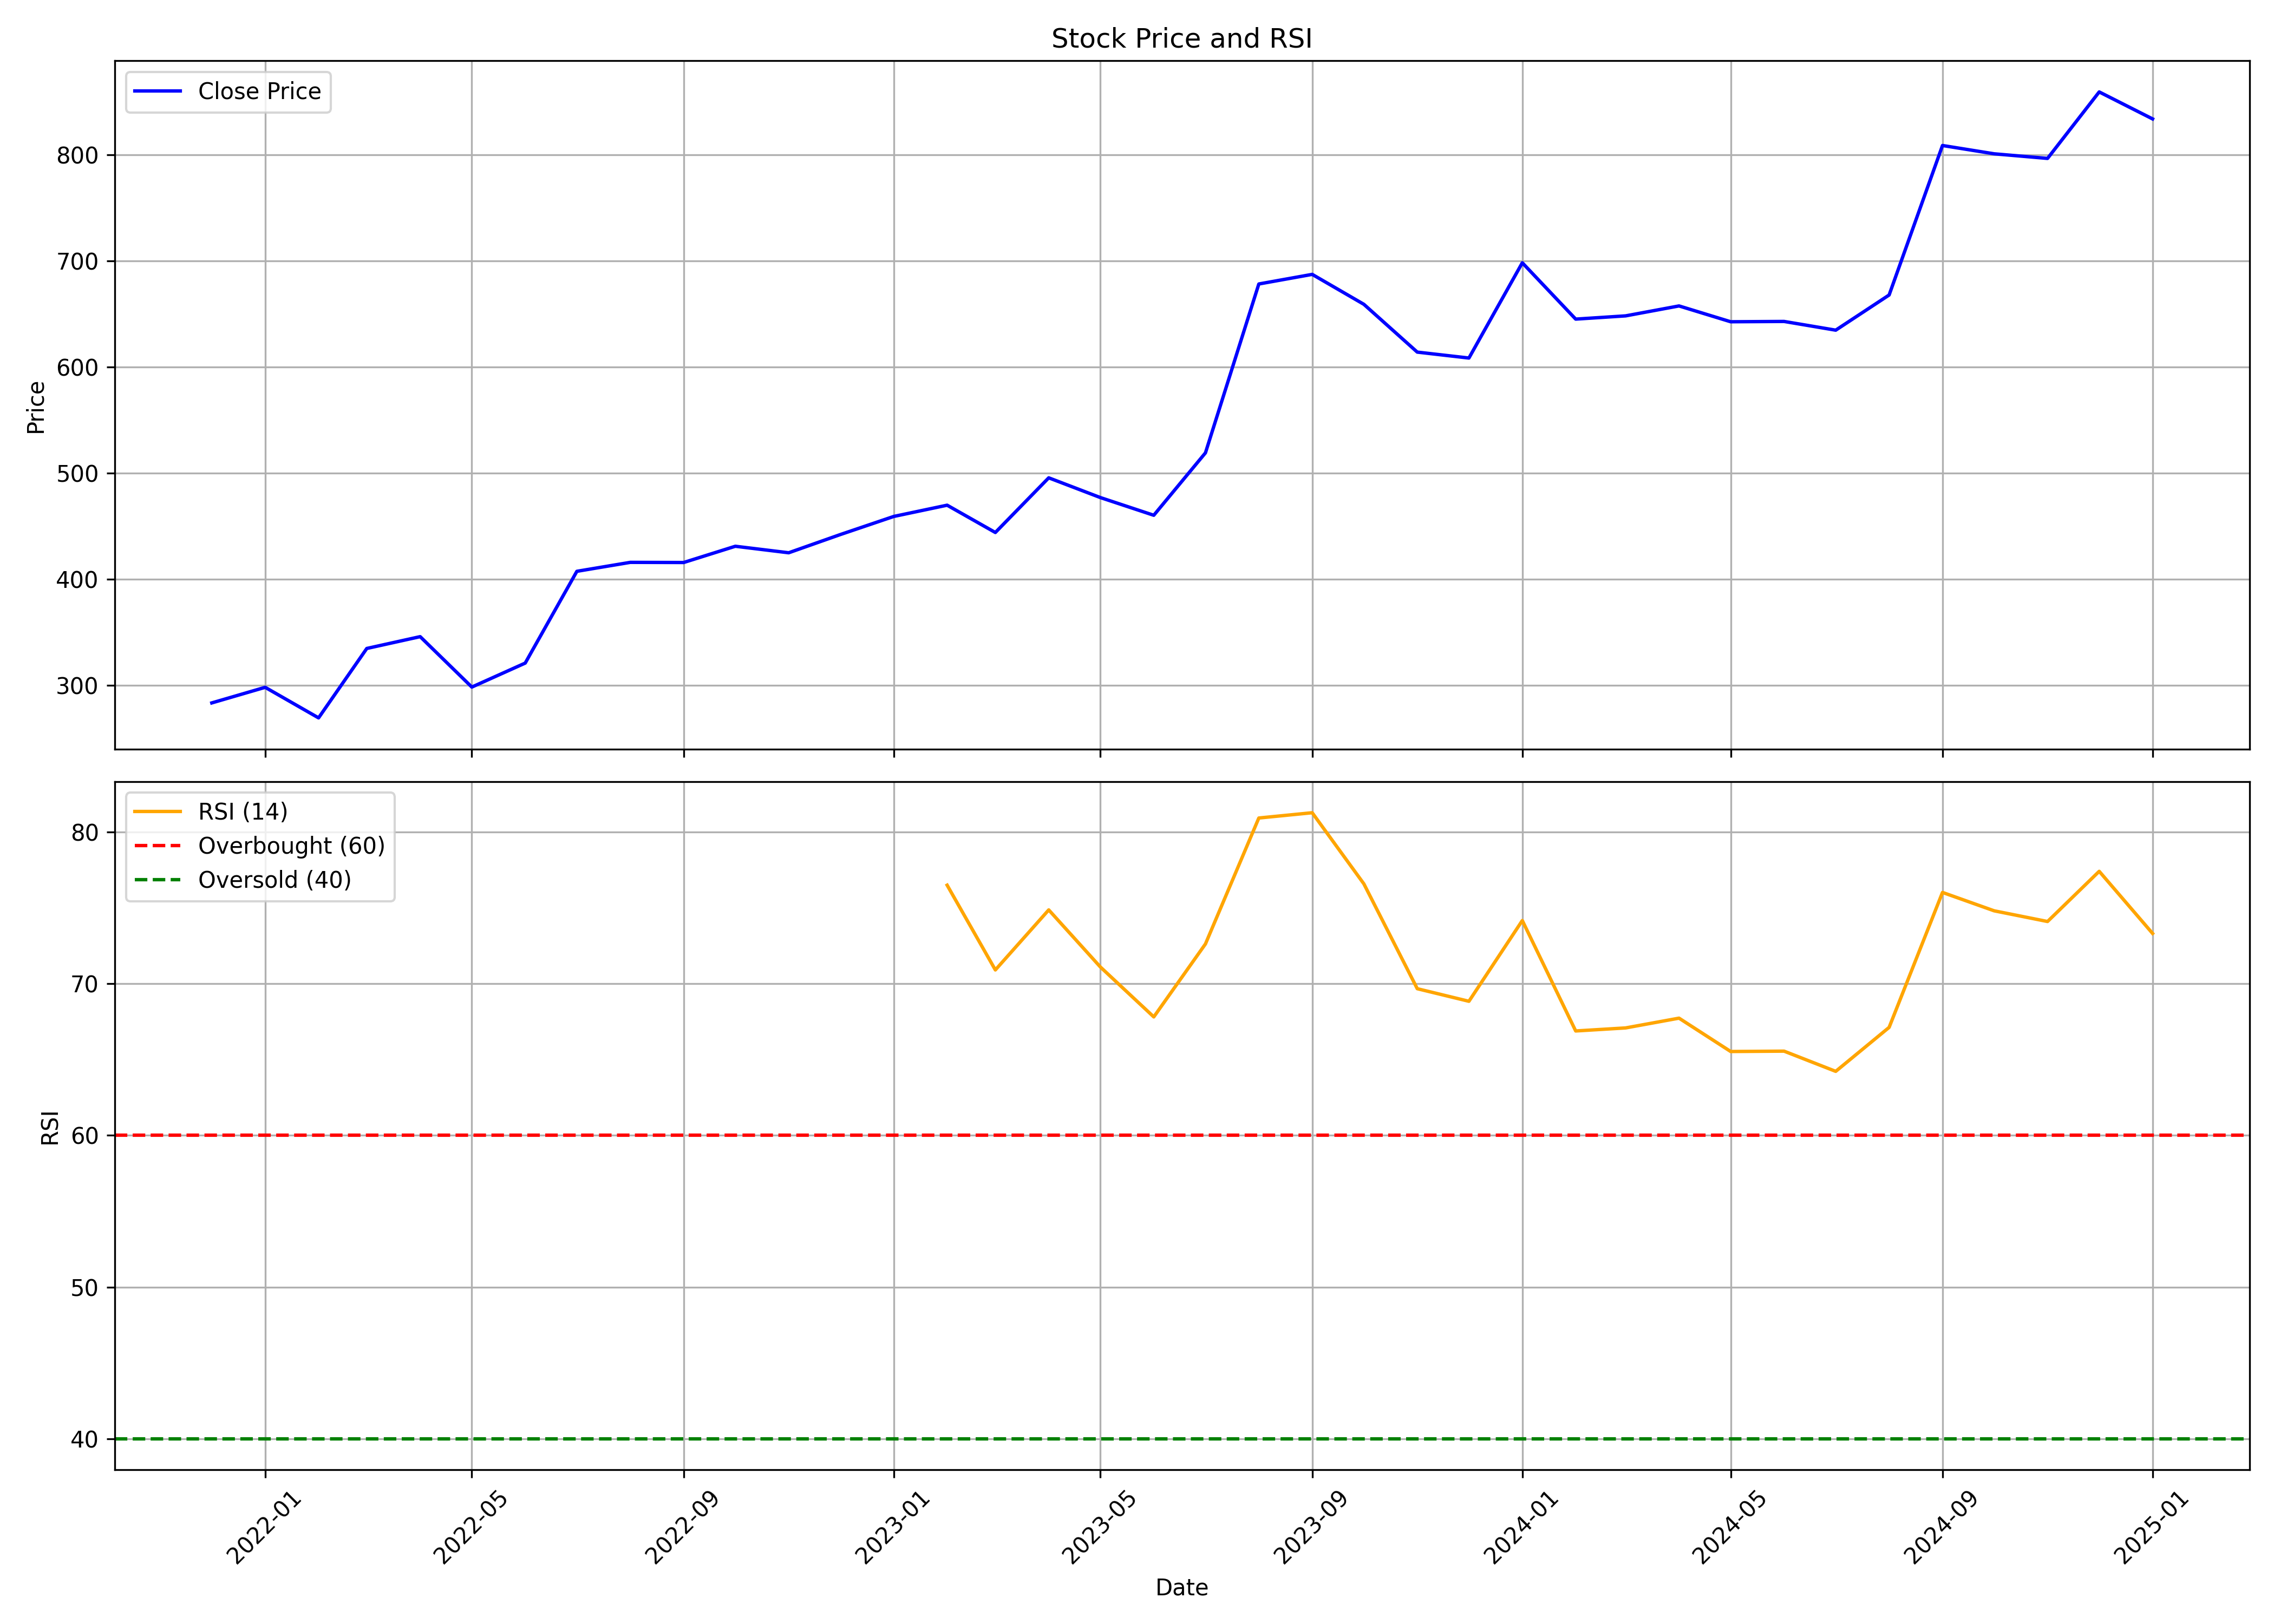 Stock Price and RSI
Close Price
800
700
600
500
400
300
Price
RSI (14)
Overbought (60)
Oversold (40)
80
70
60
50
40
RSI
2022-01
2022-05
2022-09
2023-01
2023-05
2023-09
2024-01
2024-05
2024-09
2025-01
Date